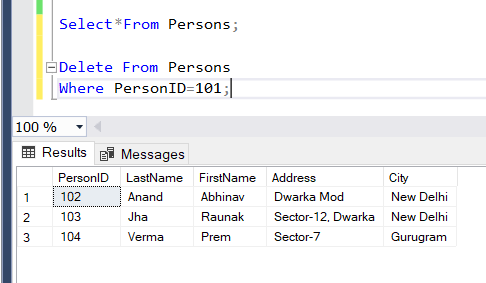 Select*From Persons;
Delete From Persons
Where PersonID=101;
100 %
Results Messages
PersonID LastName FirstName Address City
1 102 Anand Abhinav Dwarka Mod New Delhi
2 103 Jha Raunak Sector-12, Dwarka New Delhi
3 104 Verma Prem Sector-7 Gurugram